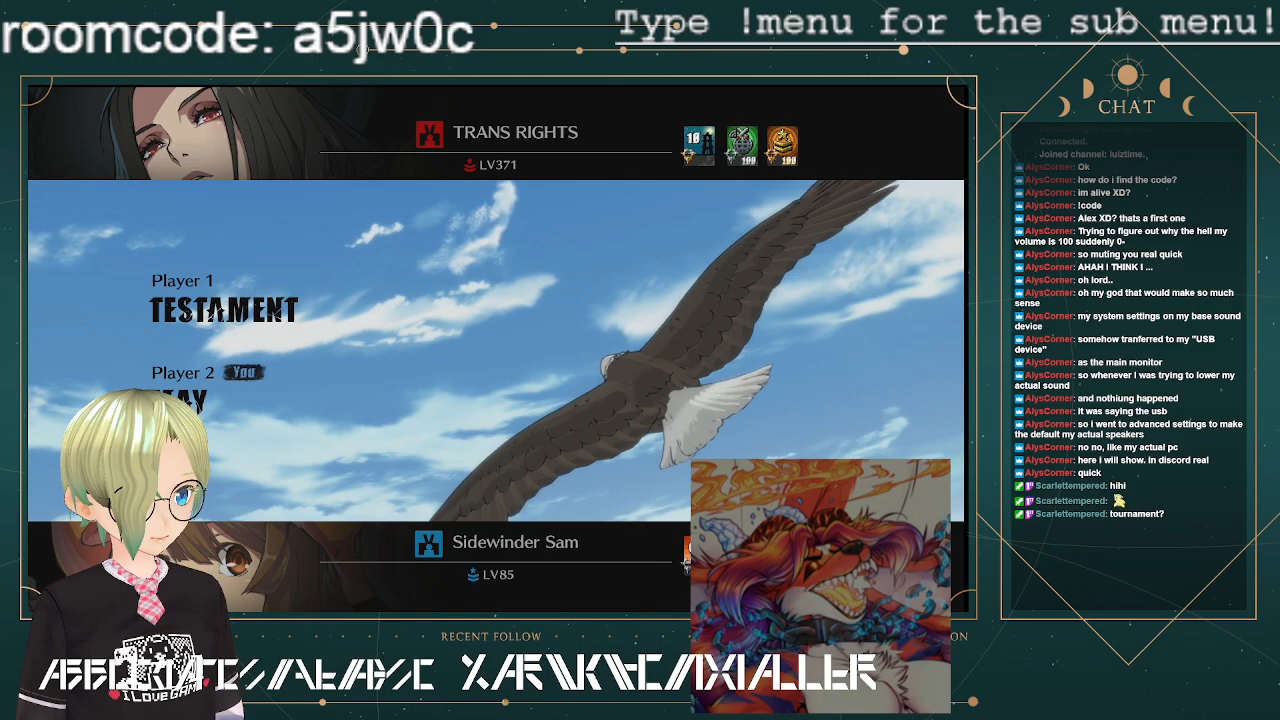 roomcode: a5jw0c
Type !menu for the sub menu!
TRANS RIGHTS
LV371
10
100
100
Player 1
TESTAMENT
Player 2 You
Sidewinder Sam
LV85
RECENT FOLLOW
I LOVE GAM
CHAT
Connected.
Joined channel: luiztime.
AlysCorner: Ok
AlysCorner: how do i find the code?
AlysCorner: im alive XD?
AlysCorner: !code
AlysCorner: Alex XD? thats a first one
AlysCorner: Trying to figure out why the hell my
volume is 100 suddenly 0-
AlysCorner: so muting you real quick
AlysCorner: AHAH I THINK I ...
AlysCorner: oh lord..
AlysCorner: oh my god that would make so much
sense
AlysCorner: my system settings on my base sound
device
AlysCorner: somehow tranferred to my "USB
device"
AlysCorner: as the main monitor
AlysCorner: so whenever I was trying to lower my
actual sound
AlysCorner: and nothiung happened
AlysCorner: it was saying the usb
AlysCorner: so i went to advanced settings to make
the default my actual speakers
AlysCorner: no no, like my actual pc
AlysCorner: here i will show. in discord real
AlysCorner: quick
Scarlettempered: hihi
Scarlettempered:
Scarlettempered: tournament?